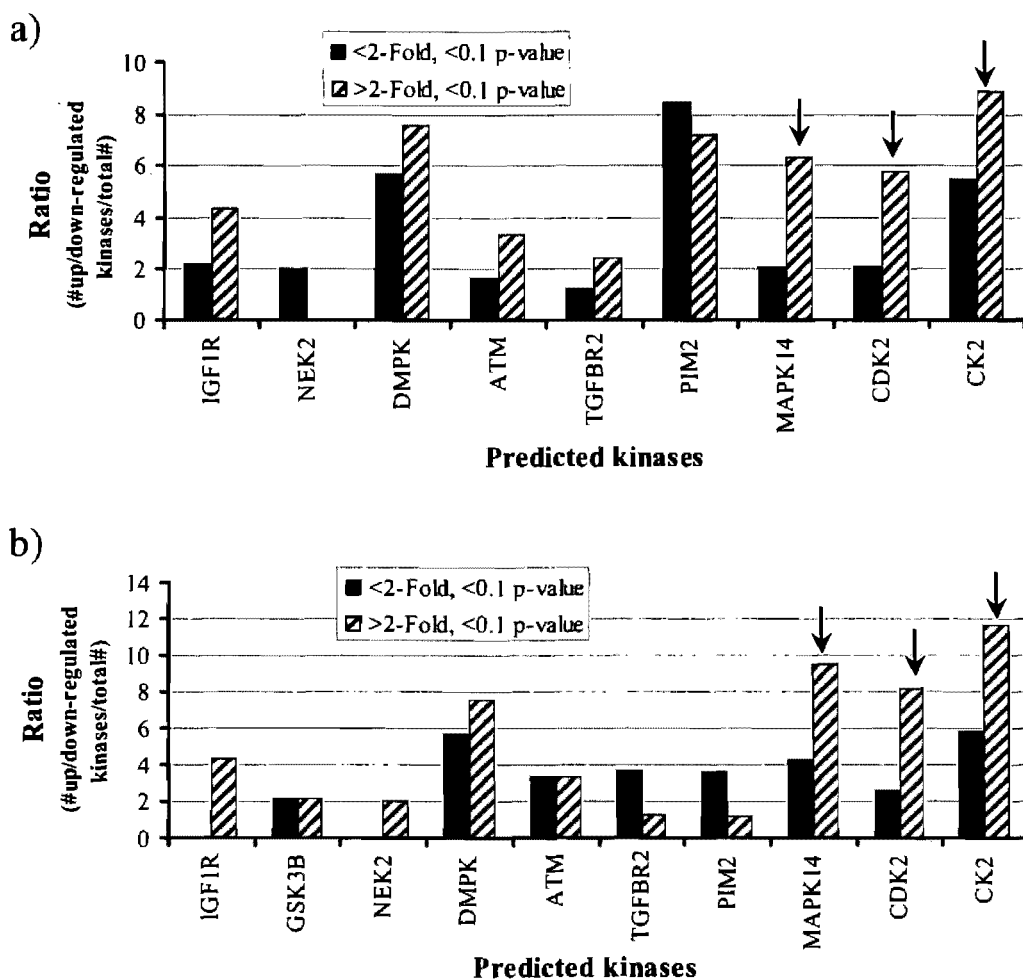 a)
<2-Fold, <0.1 p-value
>2-Fold, <0.1 p-value
Ratio
(#up/down-regulated
kinases/total#)
10
8
6
4
2
0
IGF1R
NEK2
DMPK
ATM
TGFBR2
PIM2
MAPK14
CDK2
CK2
Predicted kinases
b)
<2-Fold, <0.1 p-value
>2-Fold, <0.1 p-value
Ratio
(#up/down-regulated
kinases/total#)
14
12
10
8
6
4
2
0
IGF1R
GSK3B
NEK2
DMPK
ATM
TGFBR2
PIM2
MAPK14
CDK2
CK2
Predicted kinases